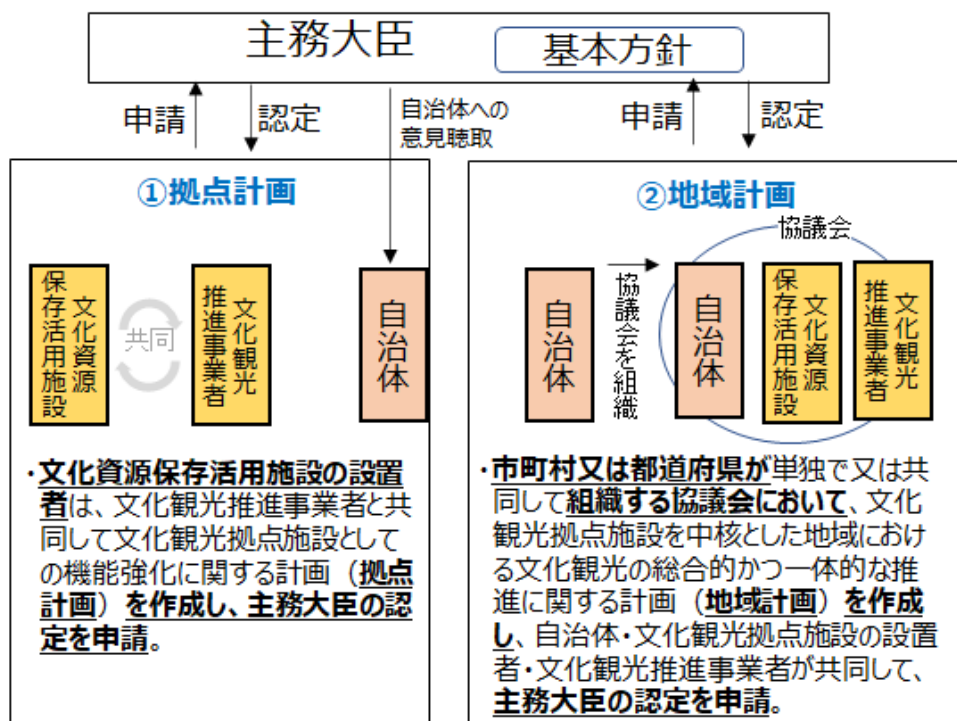 主務大臣
基本方針
申請
認定
自治体への
意見聴取
申請
認定
①拠点計画
文化資源
保存活用施設
共同
文化観光
推進事業者
自治体
・文化資源保存活用施設の設置
者は、文化観光推進事業者と共
同して文化観光拠点施設として
の機能強化に関する計画（拠点
計画）を作成し、主務大臣の認
定を申請。
②地域計画
協議会
自治体
協議会を組織
自治体
文化資源
保存活用施設
文化観光
推進事業者
・市町村又は都道府県が単独で又は共
同して組織する協議会において、文化
観光拠点施設を中核とした地域におけ
る文化観光の総合的かつ一体的な推
進に関する計画（地域計画）を作成
し、自治体・文化観光拠点施設の設置
者・文化観光推進事業者が共同して、
主務大臣の認定を申請。